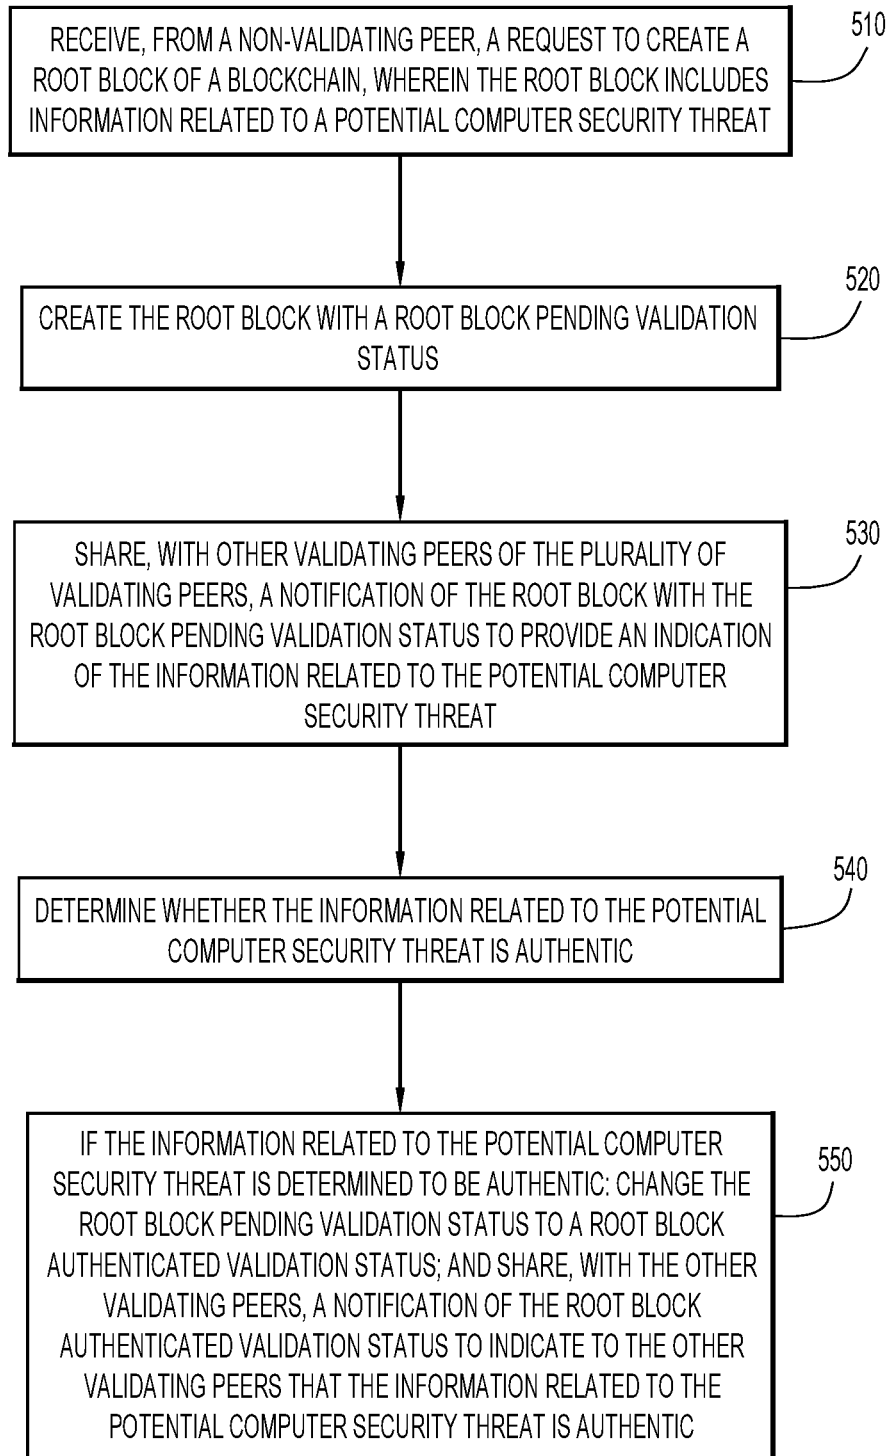 RECEIVE, FROM A NON-VALIDATING PEER, A REQUEST TO CREATE A
ROOT BLOCK OF A BLOCKCHAIN, WHEREIN THE ROOT BLOCK INCLUDES
INFORMATION RELATED TO A POTENTIAL COMPUTER SECURITY THREAT
510
CREATE THE ROOT BLOCK WITH A ROOT BLOCK PENDING VALIDATION
STATUS
520
SHARE, WITH OTHER VALIDATING PEERS OF THE PLURALITY OF
VALIDATING PEERS, A NOTIFICATION OF THE ROOT BLOCK WITH THE
ROOT BLOCK PENDING VALIDATION STATUS TO PROVIDE AN INDICATION
OF THE INFORMATION RELATED TO THE POTENTIAL COMPUTER
SECURITY THREAT
530
DETERMINE WHETHER THE INFORMATION RELATED TO THE POTENTIAL
COMPUTER SECURITY THREAT IS AUTHENTIC
540
IF THE INFORMATION RELATED TO THE POTENTIAL COMPUTER
SECURITY THREAT IS DETERMINED TO BE AUTHENTIC: CHANGE THE
ROOT BLOCK PENDING VALIDATION STATUS TO A ROOT BLOCK
AUTHENTICATED VALIDATION STATUS; AND SHARE, WITH THE OTHER
VALIDATING PEERS, A NOTIFICATION OF THE ROOT BLOCK
AUTHENTICATED VALIDATION STATUS TO INDICATE TO THE OTHER
VALIDATING PEERS THAT THE INFORMATION RELATED TO THE
POTENTIAL COMPUTER SECURITY THREAT IS AUTHENTIC
550